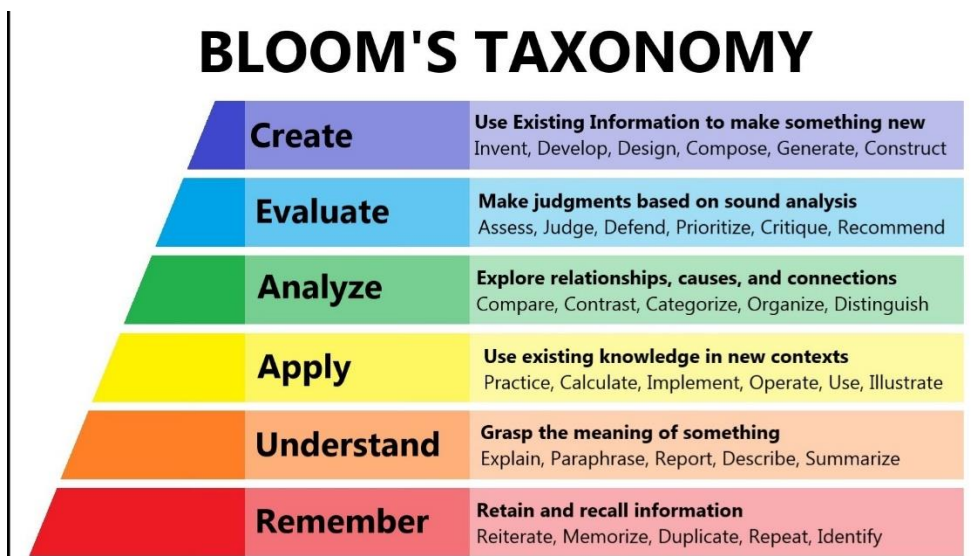 BLOOM'S TAXONOMY
Create
Use Existing Information to make something new
Invent, Develop, Design, Compose, Generate, Construct
Evaluate
Make judgments based on sound analysis
Assess, Judge, Defend, Prioritize, Critique, Recommend
Analyze
Explore relationships, causes, and connections
Compare, Contrast, Categorize, Organize, Distinguish
Apply
Use existing knowledge in new contexts
Practice, Calculate, Implement, Operate, Use, Illustrate
Understand
Grasp the meaning of something
Explain, Paraphrase, Report, Describe, Summarize
Remember
Retain and recall information
Reiterate, Memorize, Duplicate, Repeat, Identify